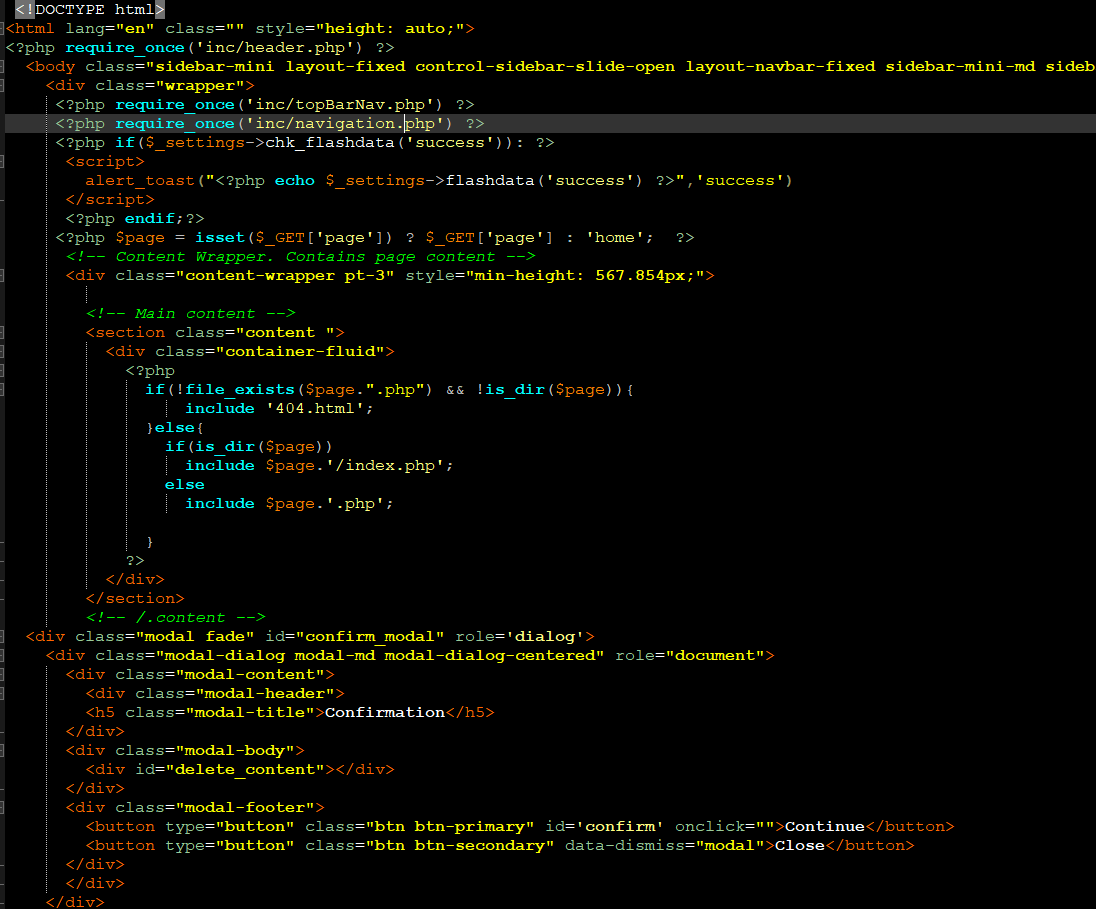 <!DOCTYPE html>
<html lang="en" class="" style="height: auto;">
<?php require_once('inc/header.php') ?>
<body class="sidebar-mini layout-fixed control-sidebar-slide-open layout-navbar-fixed sidebar-mini-md sideb
<div class="wrapper">
<?php require_once('inc/topBarNav.php') ?>
<?php require_once('inc/navigation.php') ?>
<?php if($_settings->chk_flashdata('success')): ?>
<script>
alert_toast("<?php echo $_settings->flashdata('success') ?>",'success')
</script>
<?php endif;?>
<?php $page = isset($_GET['page']) ? $_GET['page'] : 'home';  ?>
<!-- Content Wrapper. Contains page content -->
<div class="content-wrapper pt-3" style="min-height: 567.854px;">
<!-- Main content -->
<section class="content ">
<div class="container-fluid">
<?php
if(!file_exists($page.".php") && !is_dir($page)){
include '404.html';
}else{
if(is_dir($page))
include $page.'/index.php';
else
include $page.'.php';
}
?>
</div>
</section>
<!-- /.content -->
<div class="modal fade" id="confirm_modal" role='dialog'>
<div class="modal-dialog modal-md modal-dialog-centered" role="document">
<div class="modal-content">
<div class="modal-header">
<h5 class="modal-title">Confirmation</h5>
</div>
<div class="modal-body">
<div id="delete_content"></div>
</div>
<div class="modal-footer">
<button type="button" class="btn btn-primary" id='confirm' onclick="">Continue</button>
<button type="button" class="btn btn-secondary" data-dismiss="modal">Close</button>
</div>
</div>
</div>